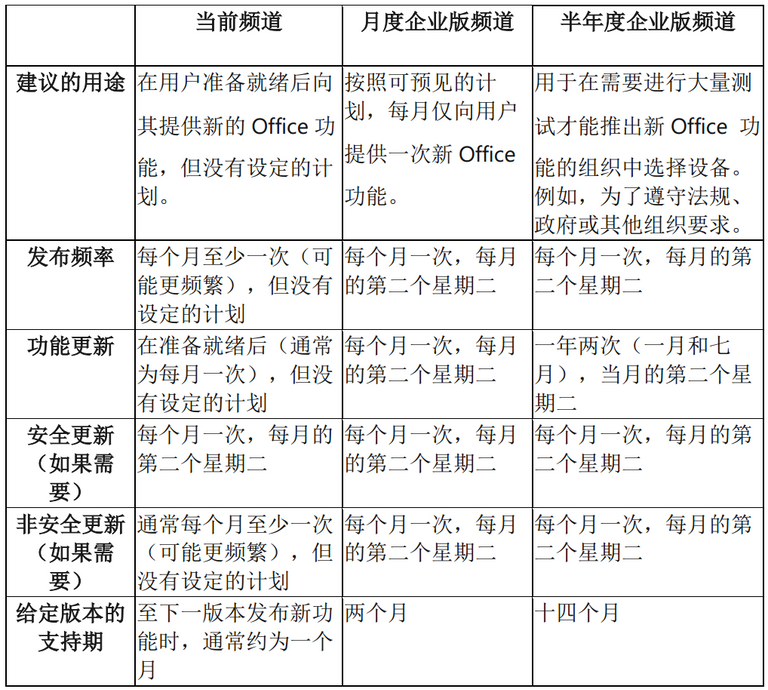 当前频道
月度企业版频道
半年度企业版频道
建议的用途
在用户准备就绪后向
其提供新的 Office 功
能，但没有设定的计
划。
按照可预见的计
划，每月仅向用户
提供一次新 Office
功能。
用于在需要进行大量测
试才能推出新 Office 功
能的组织中选择设备。
例如，为了遵守法规、
政府或其他组织要求。
发布频率
每个月至少一次（可
能更频繁），但没有
设定的计划
每个月一次，每月
的第二个星期二
每个月一次，每月的第
二个星期二
功能更新
在准备就绪后（通常
为每月一次），但没
有设定的计划
每个月一次，每月
的第二个星期二
一年两次（一月和七
月），当月的第二个星
期二
安全更新
（如果需
要）
每个月一次，每月的
第二个星期二
每个月一次，每月
的第二个星期二
每个月一次，每月的第
二个星期二
非安全更新
（如果需
要）
通常每个月至少一次
（可能更频繁），但
没有设定的计划
每个月一次，每月
的第二个星期二
每个月一次，每月的第
二个星期二
给定版本的
支持期
至下一版本发布新功
能时，通常约为一个
月
两个月
十四个月